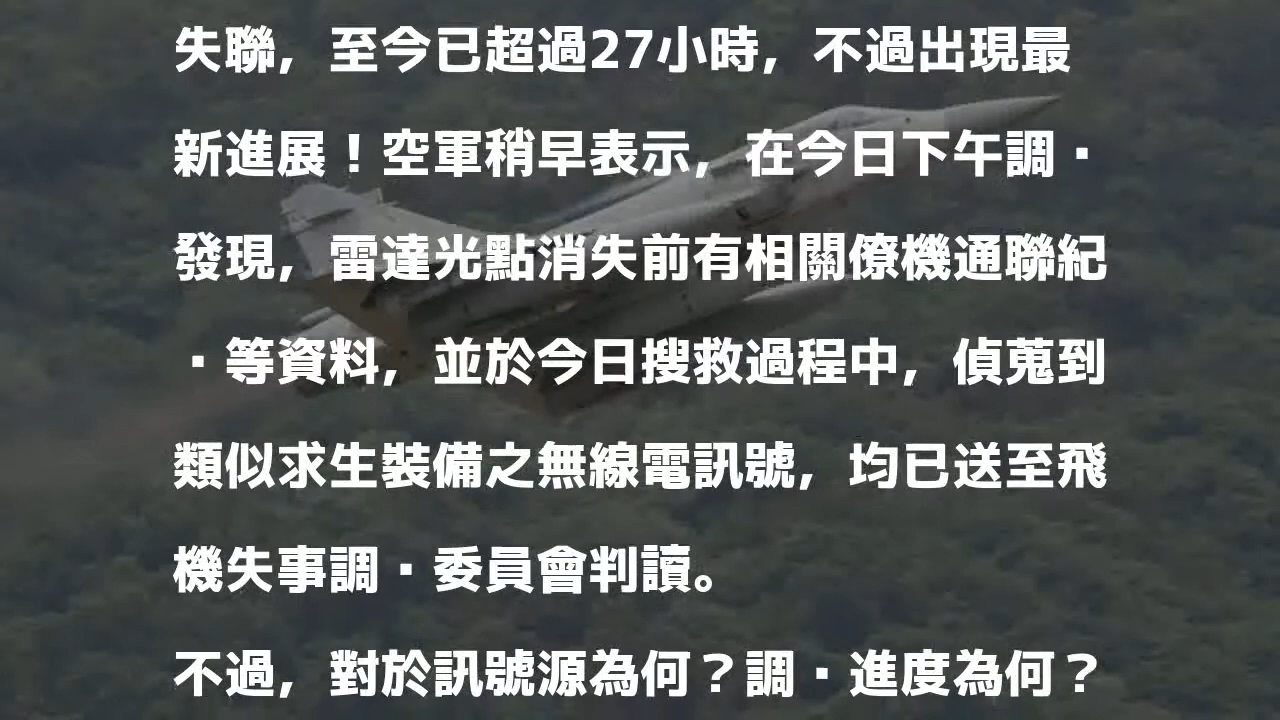 失聯，至今已超過27小時，不過出現最
新進展！空軍稍早表示，在今日下午調▪
發現，雷達光點消失前有相關僚機通聯紀
▪等資料，並於今日搜救過程中，偵蒐到
類似求生裝備之無線電訊號，均已送至飛
機失事調▪委員會判讀。
不過，對於訊號源為何？調▪進度為何？